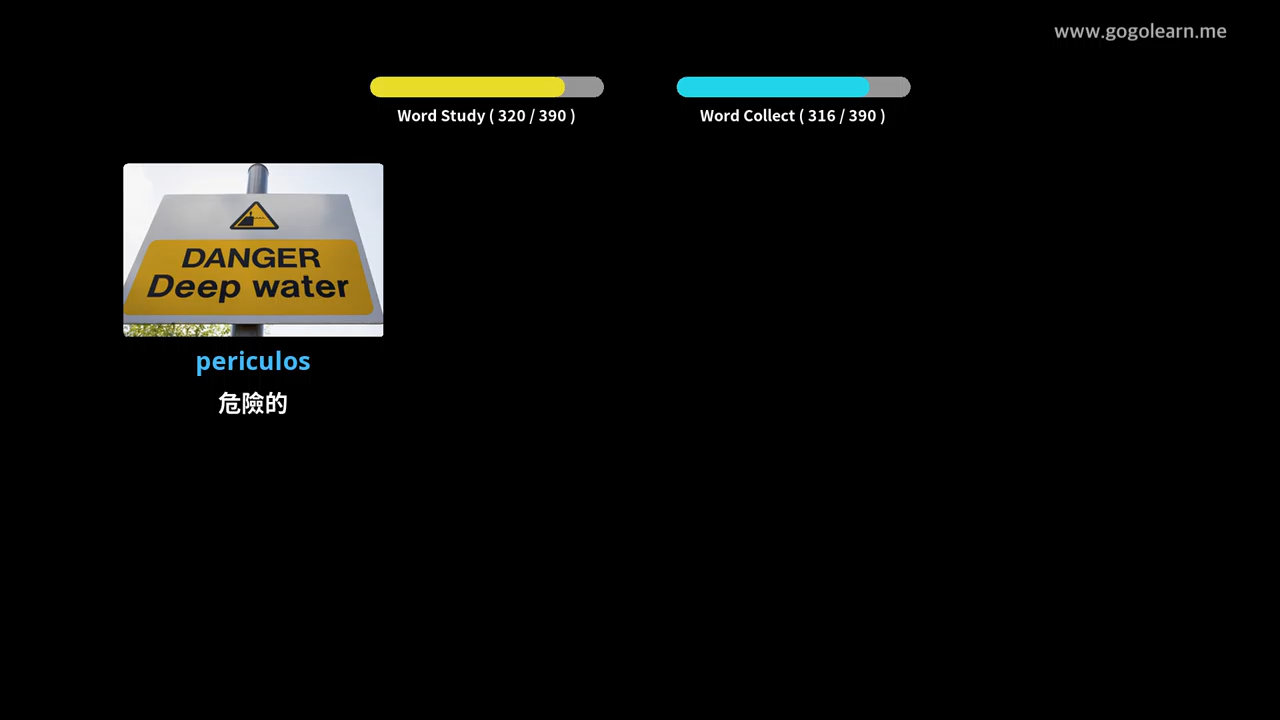 www.gogolearn.me
Word Study ( 320 / 390 )
Word Collect ( 316 / 390 )
DANGER
Deep water
periculos
危險的